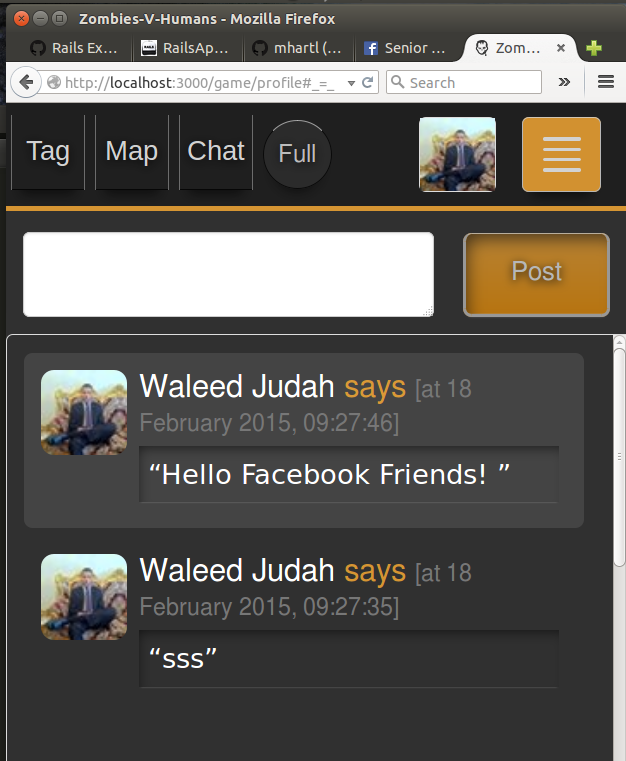 Zombies-V-Humans - Mozilla Firefox
Rails Ex... RailsAp... mhartl (... Senior ... Zom...
http://localhost:3000/game/profile#_=_ Search »
Tag Map Chat Full
Post
Waleed Judah says [at 18
February 2015, 09:27:46]
“Hello Facebook Friends! ”
Waleed Judah says [at 18
February 2015, 09:27:35]
“sss”